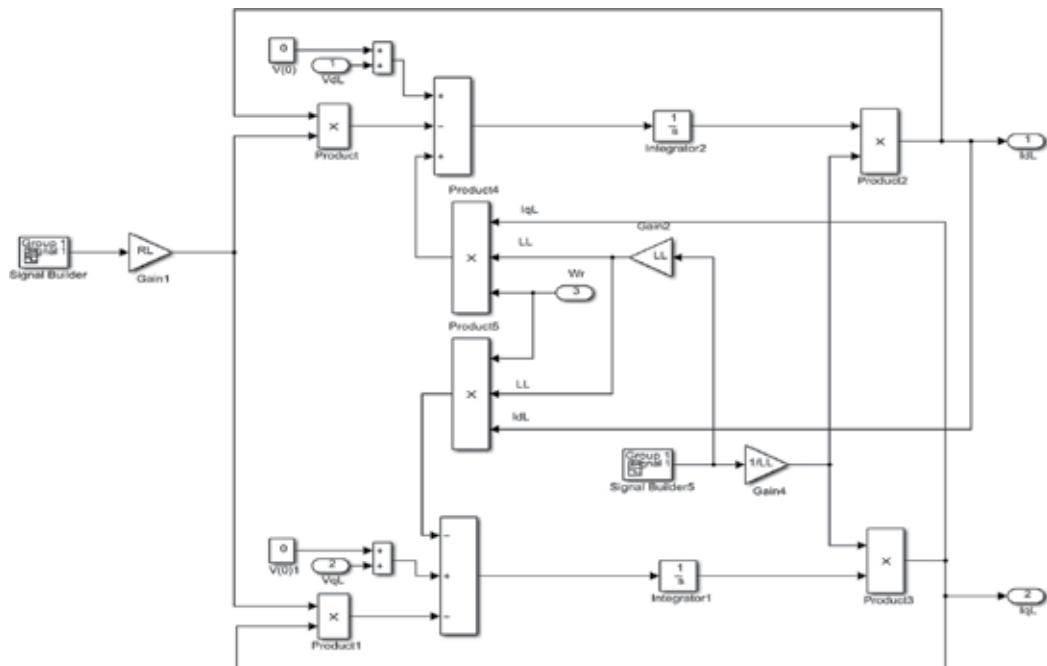 0
V(0)
+
+
1
VdL
+
−
+
×
Product
1
s
Integrator2
×
Product2
1
IdL
Product4
IqL
Gain2
LL
LL
×
Wr
3
Group 1
Signal 1
Signal Builder
RL
Gain1
Product5
×
LL
IdL
Group 1
Signal 1
Signal Builder5
1/LL
Gain4
0
V(0)1
+
+
2
VqL
−
+
−
1
s
Integrator1
×
Product3
×
Product1
2
IqL